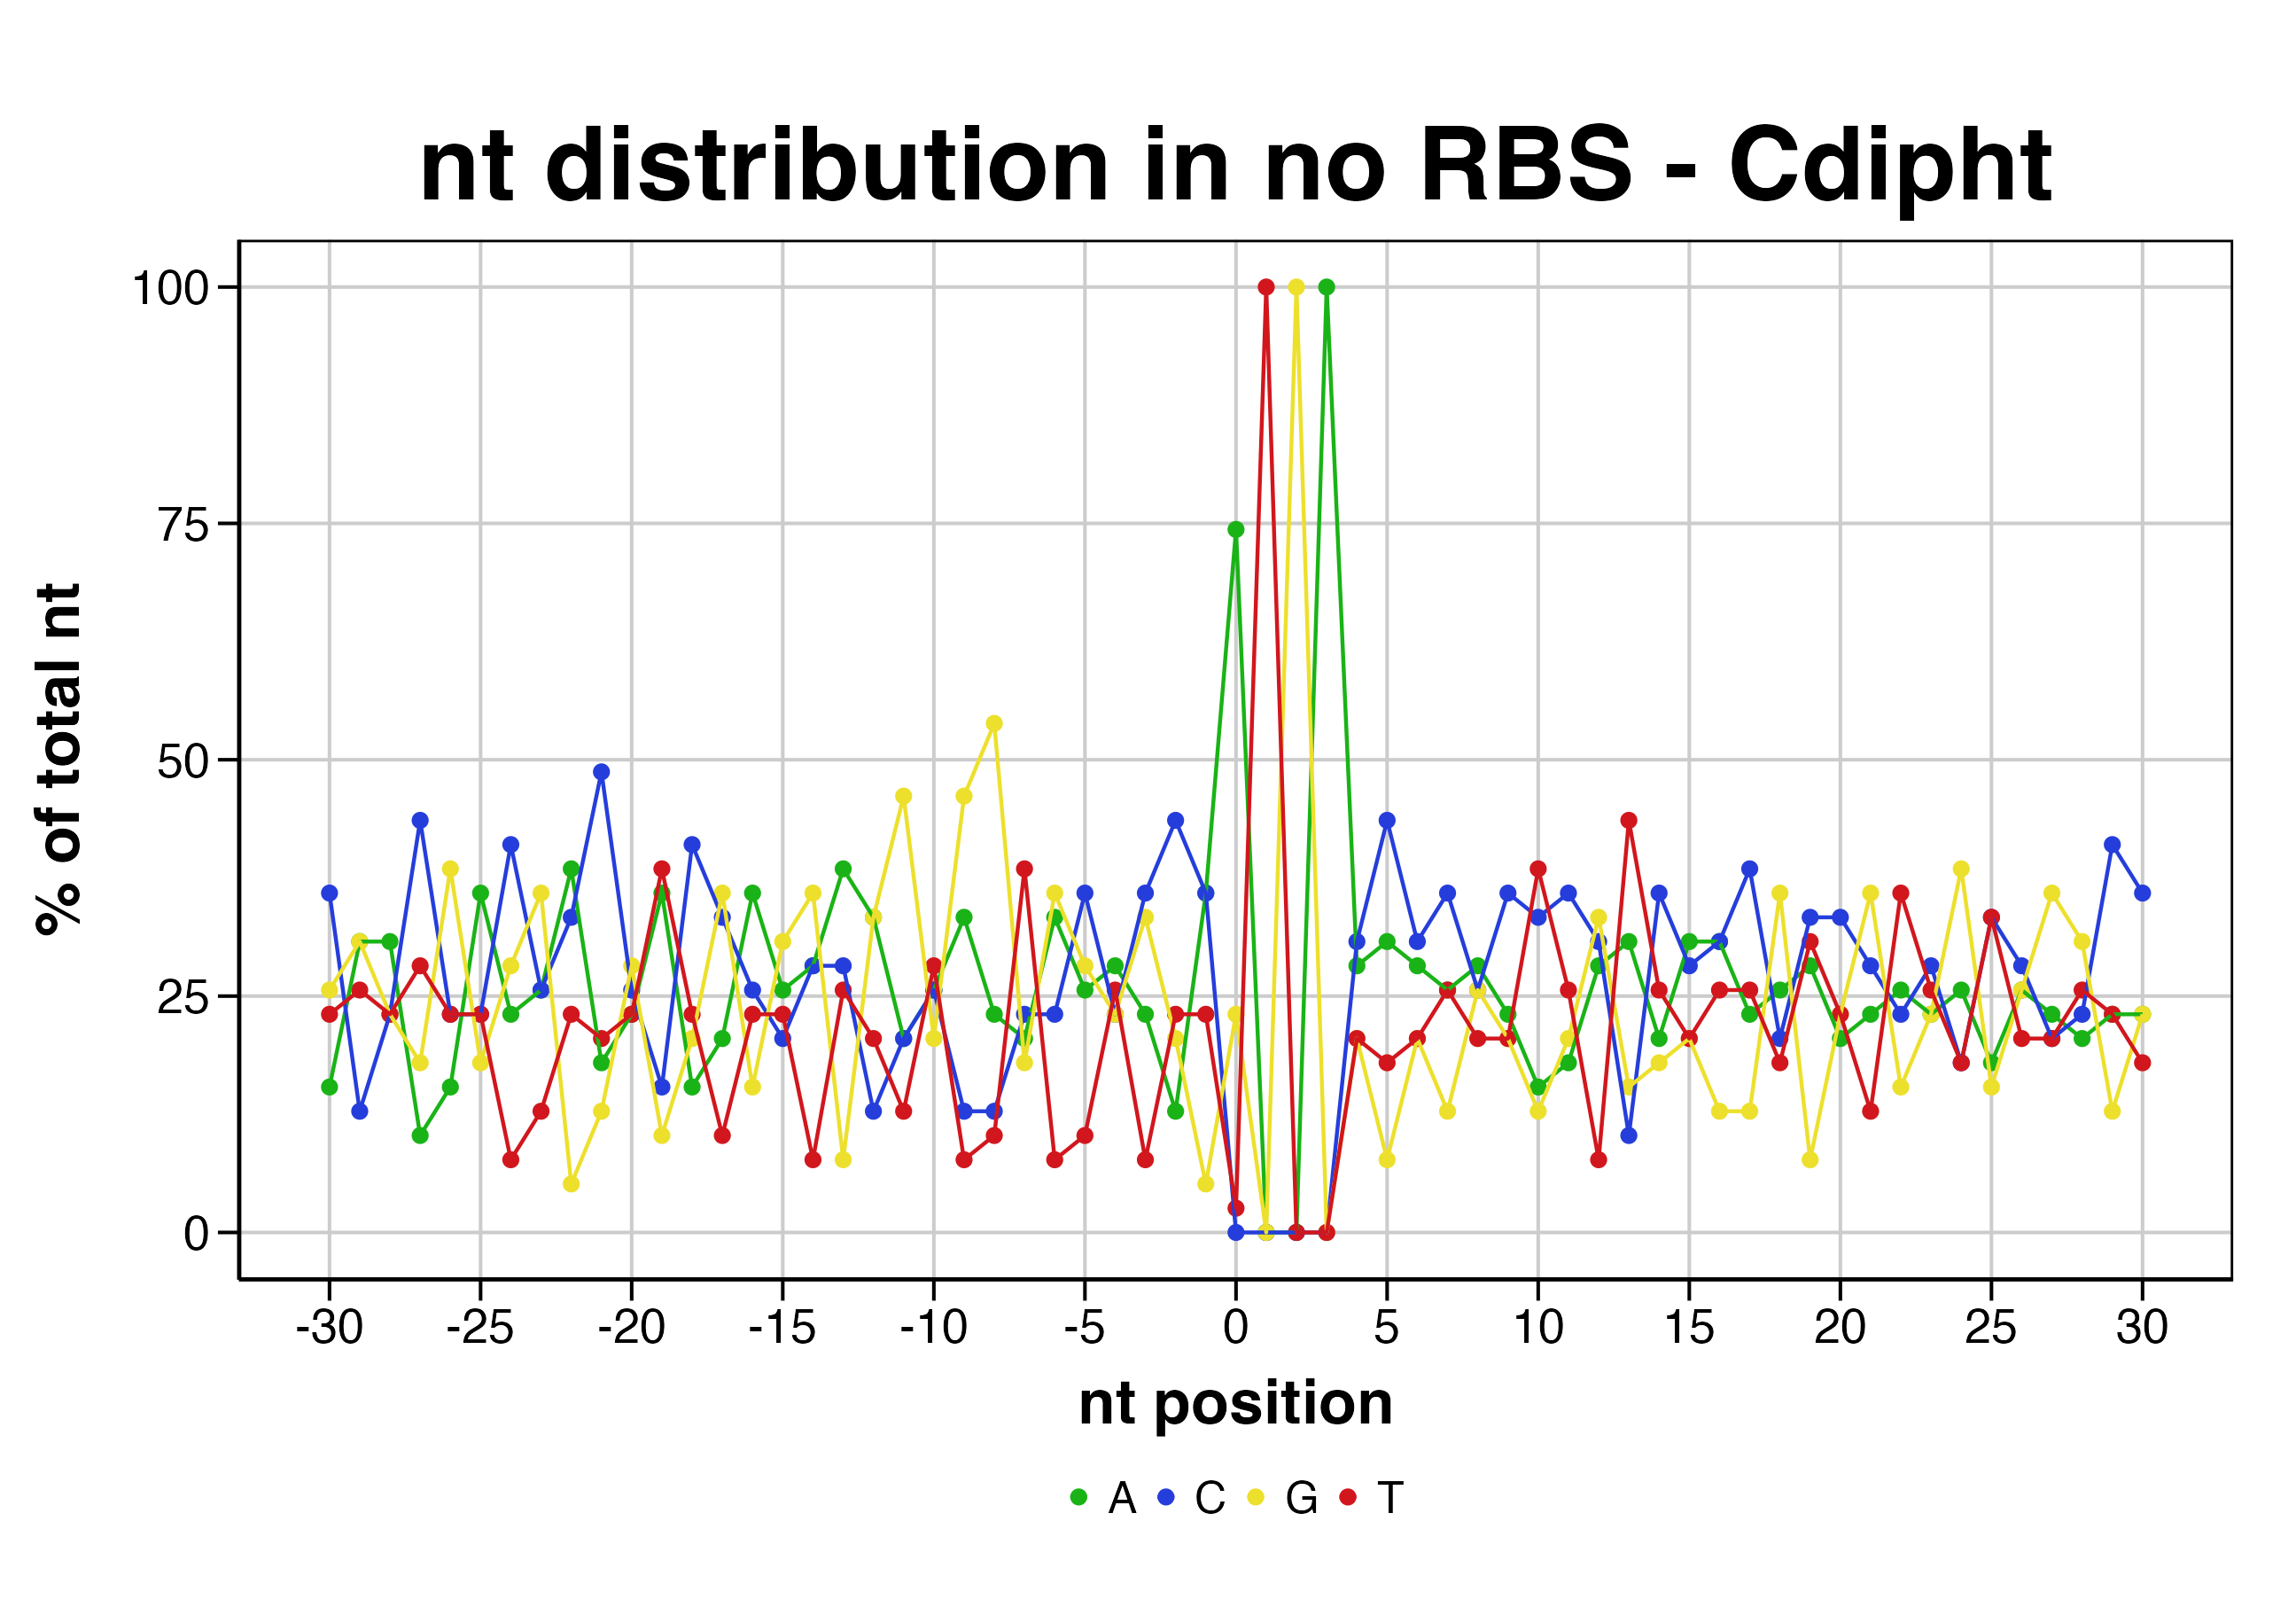 nt distribution in no RBS - Cdipht
% of total nt
100
75
50
25
0
-30 -25 -20 -15 -10 -5 0 5 10 15 20 25 30
nt position
A C G T